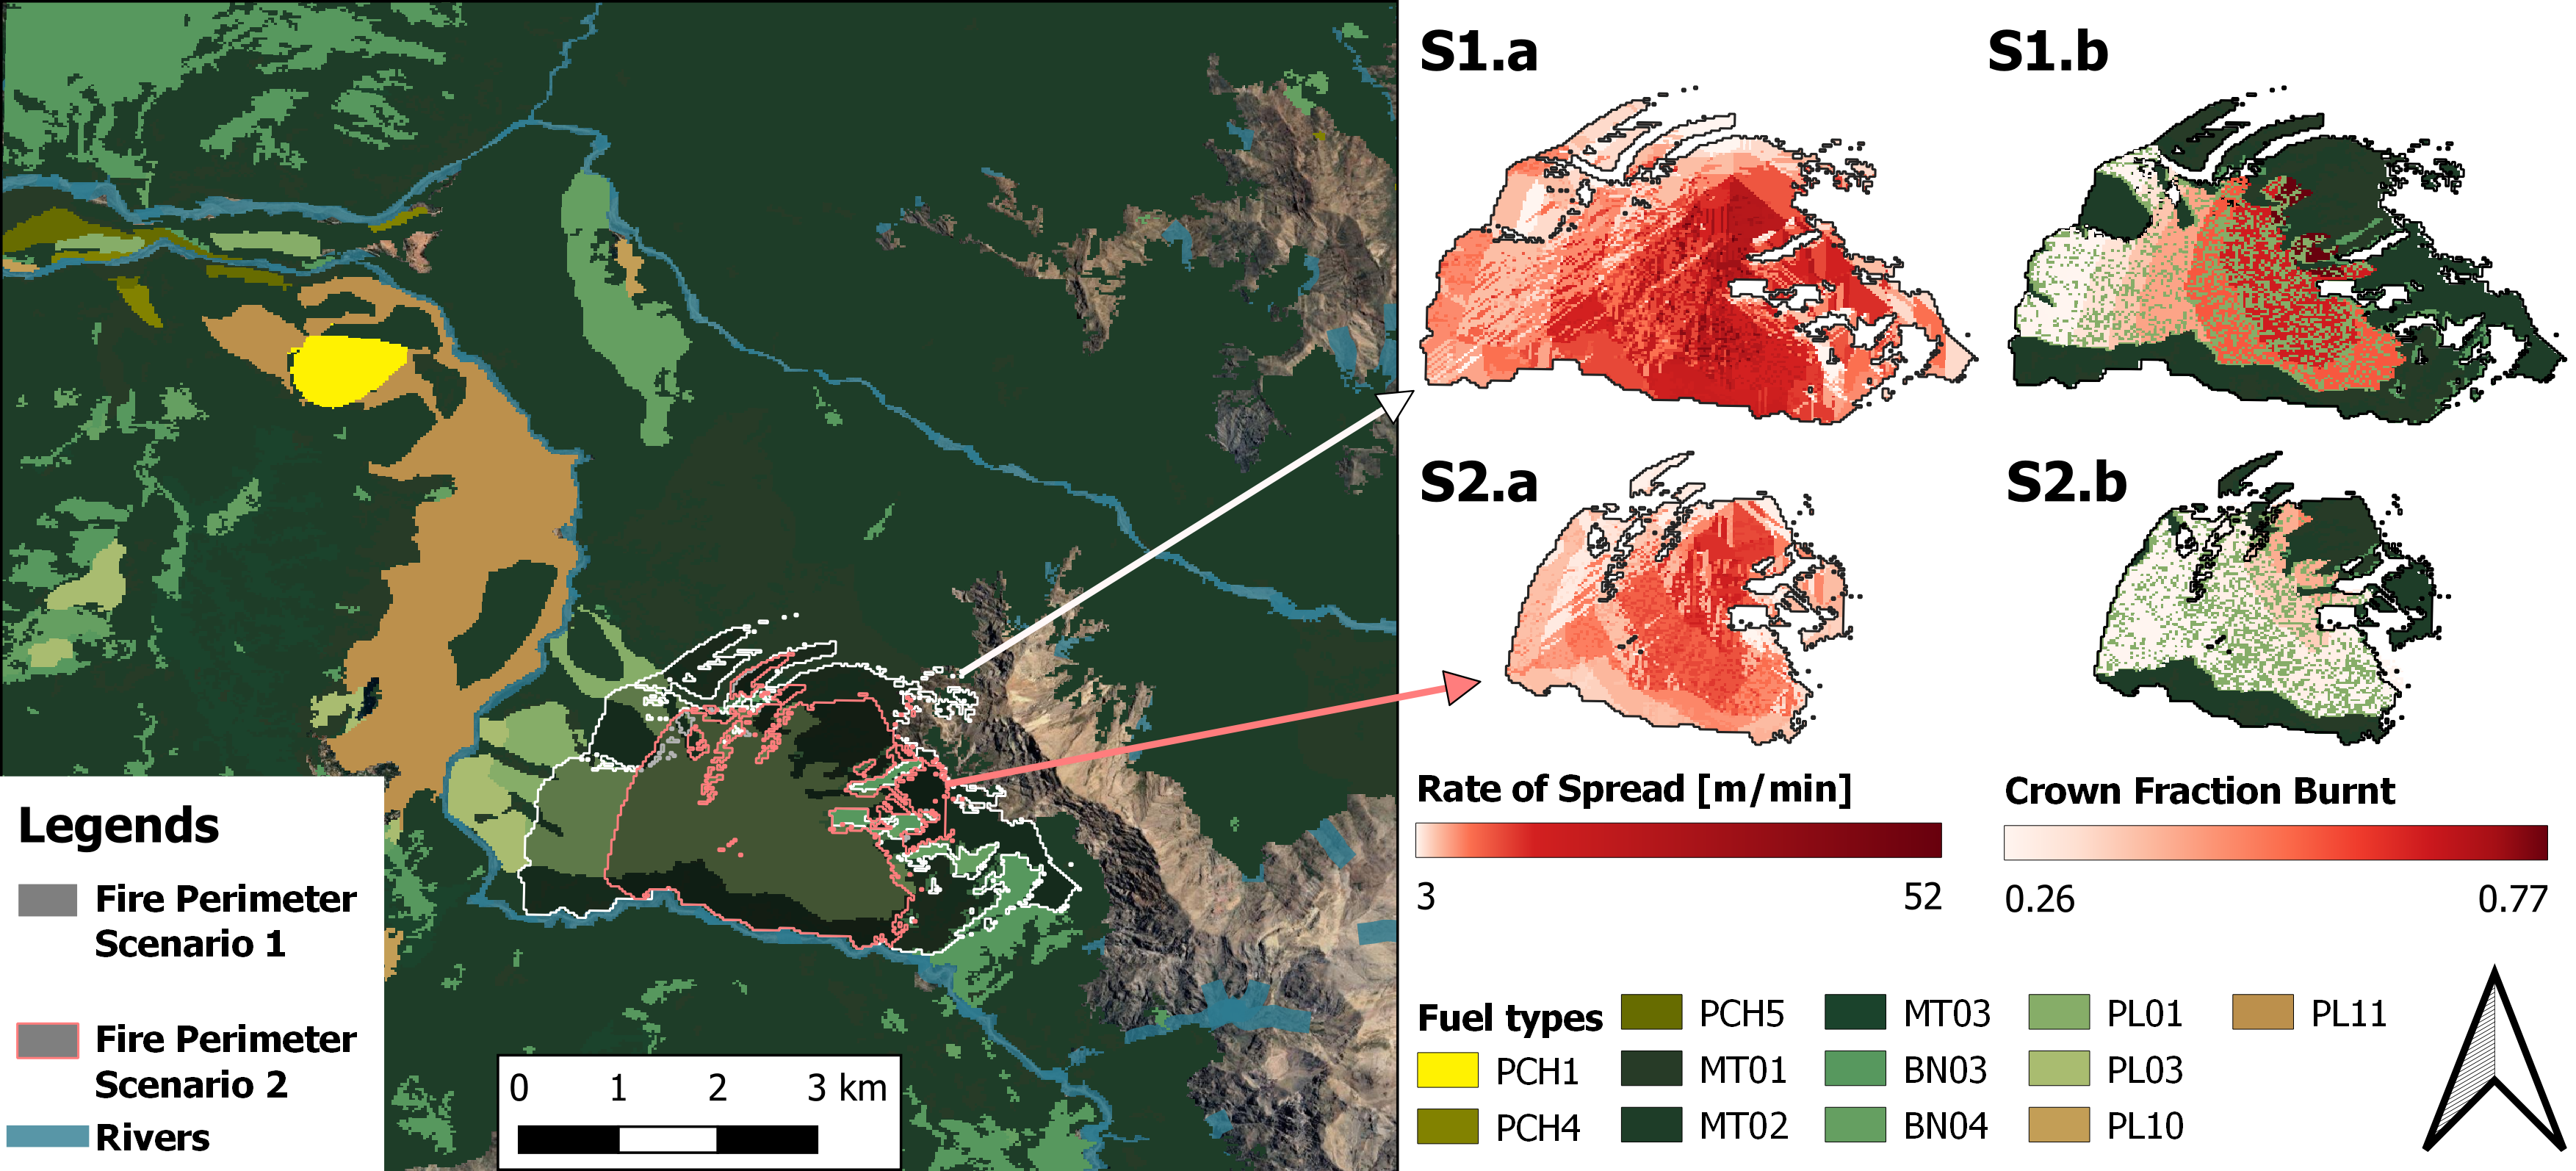 S1.a
S1.b
S2.a
S2.b
Rate of Spread [m/min]
3 52
Crown Fraction Burnt
0.26 0.77
Legends
Fire Perimeter
Scenario 1
Fire Perimeter
Scenario 2
Rivers
0 1 2 3 km
Fuel types
PCH1
PCH4
PCH5
MT01
MT02
MT03
BN03
BN04
PL01
PL03
PL10
PL11